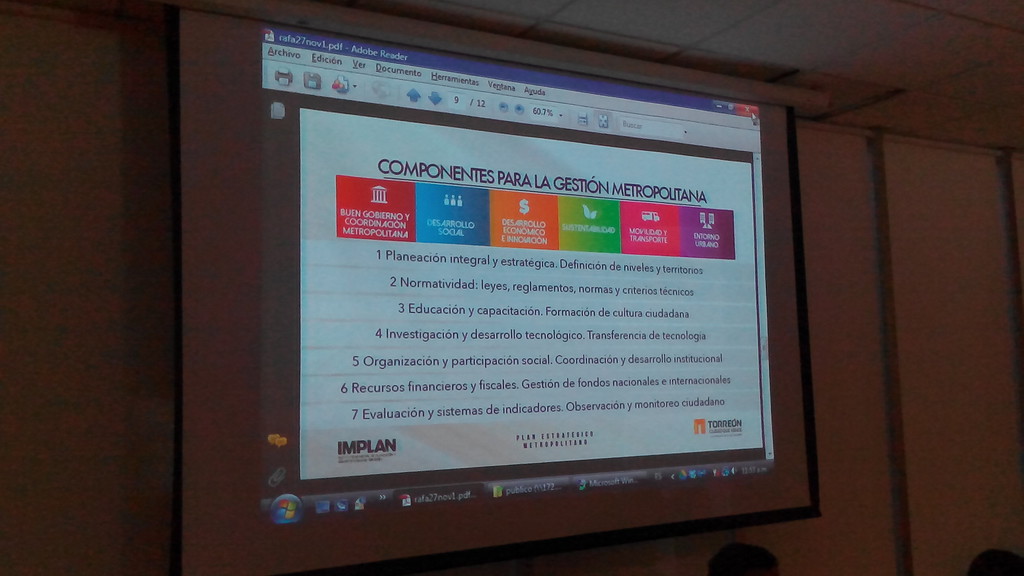 rafa27nov1.pdf - Adobe Reader
Archivo Edición Ver Documento Herramientas Ventana Ayuda
9 / 12 60.7% Buscar
COMPONENTES PARA LA GESTIÓN METROPOLITANA
BUEN GOBIERNO Y
COORDINACIÓN
METROPOLITANA
DESARROLLO
SOCIAL
$
DESARROLLO
ECONÓMICO
E INNOVACIÓN
SUSTENTABILIDAD
MOVILIDAD Y
TRANSPORTE
ENTORNO
URBANO
1 Planeación integral y estratégica. Definición de niveles y territorios
2 Normatividad: leyes, reglamentos, normas y criterios técnicos
3 Educación y capacitación. Formación de cultura ciudadana
4 Investigación y desarrollo tecnológico. Transferencia de tecnología
5 Organización y participación social. Coordinación y desarrollo institucional
6 Recursos financieros y fiscales. Gestión de fondos nacionales e internacionales
7 Evaluación y sistemas de indicadores. Observación y monitoreo ciudadano
IMPLAN
PLAN ESTRATÉGICO
METROPOLITANO
TORREÓN
rafa27nov1.pdf... publico (\\172... Microsoft Win... ES